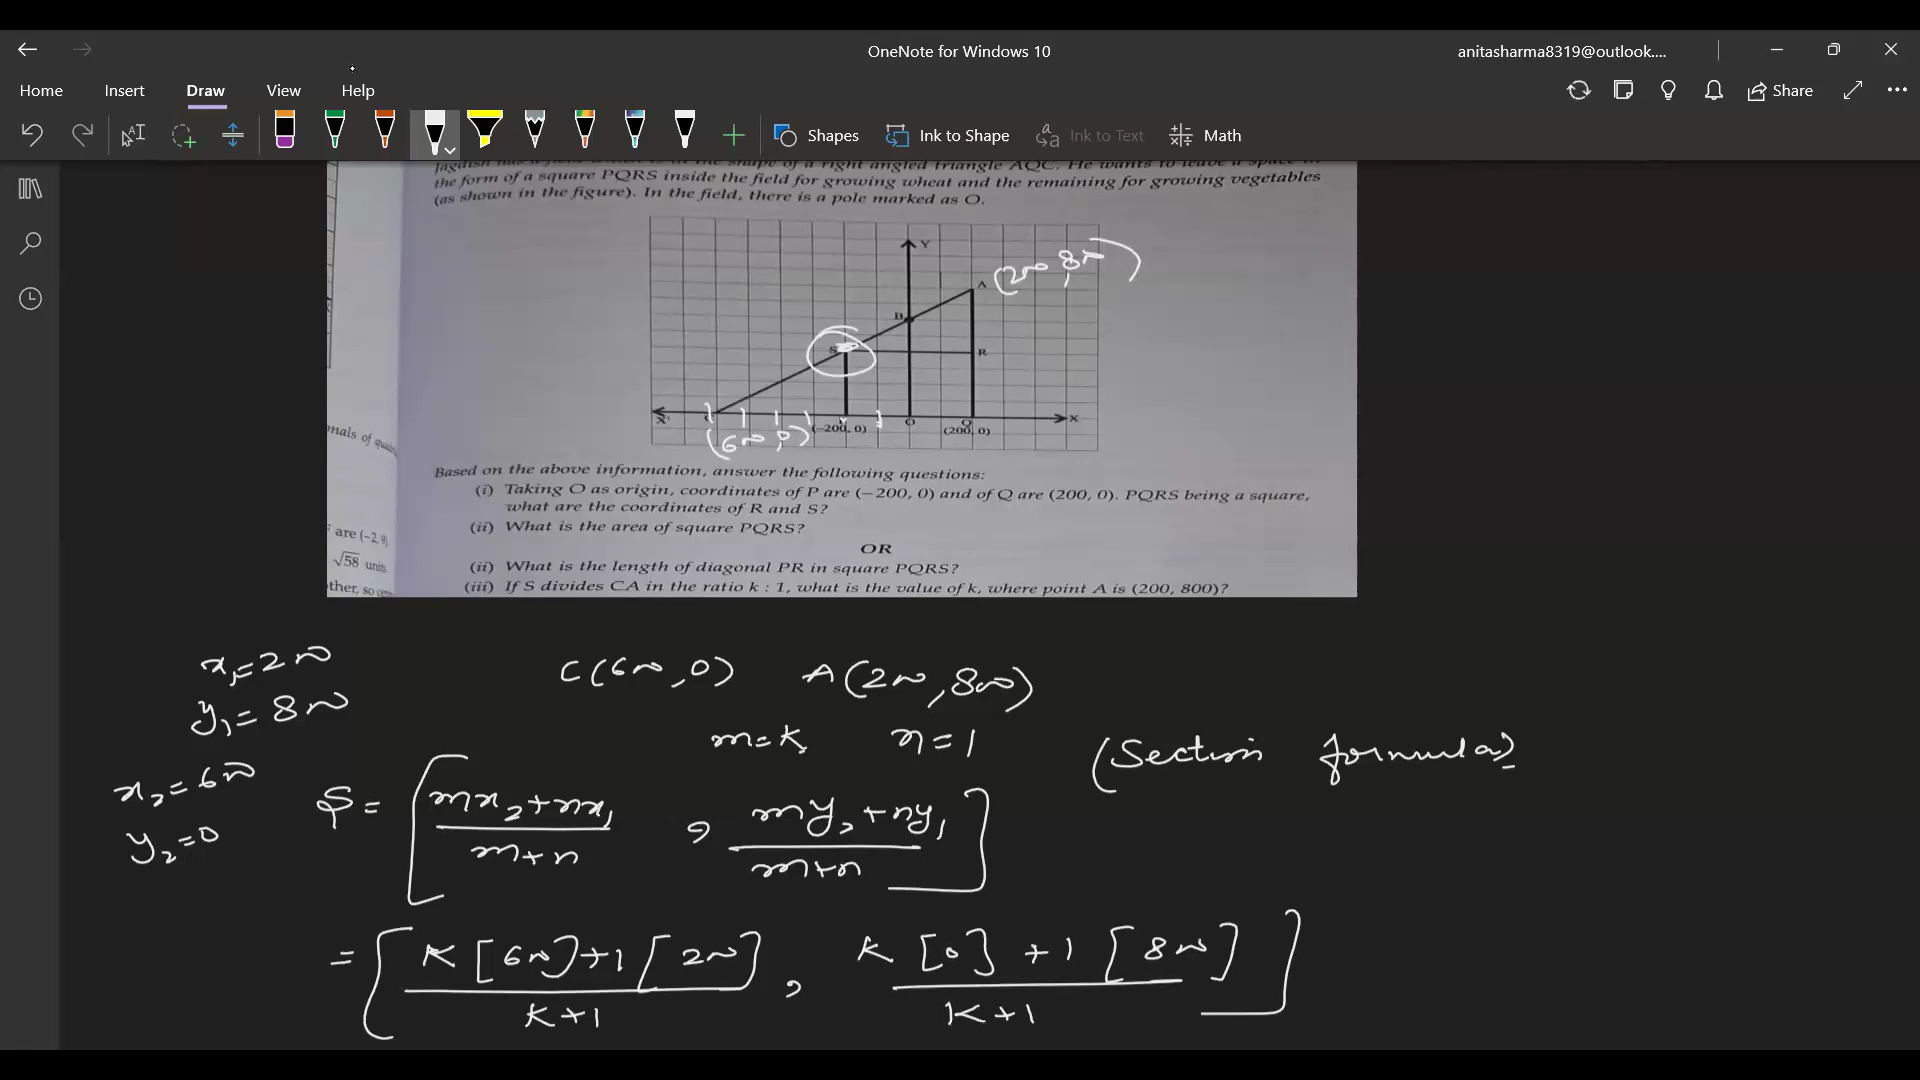 OneNote for Windows 10
anitasharma8319@outlook....
Home Insert Draw View Help
Share
Shapes Ink to Shape Ink to Text Math
the form of a square PQRS inside the field for growing wheat and the remaining for growing vegetables
(as shown in the figure). In the field, there is a pole marked as O.
Y
A (200, 800)
B
S R
X' (600, 0) (−200, 0) O Q (200, 0) X
Based on the above information, answer the following questions:
(i) Taking O as origin, coordinates of P are (−200, 0) and of Q are (200, 0). PQRS being a square,
what are the coordinates of R and S?
(ii) What is the area of square PQRS?
OR
(ii) What is the length of diagonal PR in square PQRS?
(iii) If S divides CA in the ratio k : 1, what is the value of k, where point A is (200, 800)?
are (−2, 9)
√58 units
x₁=200
y₁=800
x₂=600
y₂=0
C(600,0) A(200,800)
m=k n=1 (Section formula)
S = [(mx₂+nx₁)/(m+n), (my₂+ny₁)/(m+n)]
= [(K[600]+1[200])/(K+1), (K[0]+1[800])/(K+1)]